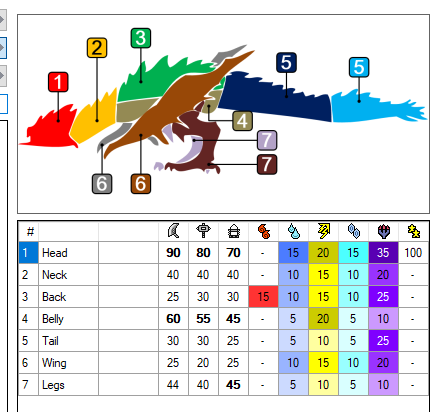 3
5
2
5
1
4
7
6
6
7
#
1 Head 90 80 70 - 15 20 15 35 100
2 Neck 40 40 40 - 10 15 10 20 -
3 Back 25 30 30 15 10 15 10 25 -
4 Belly 60 55 45 - 5 20 5 10 -
5 Tail 30 30 25 - 5 10 5 25 -
6 Wing 25 20 25 - 10 15 10 20 -
7 Legs 44 40 45 - 5 10 5 10 -